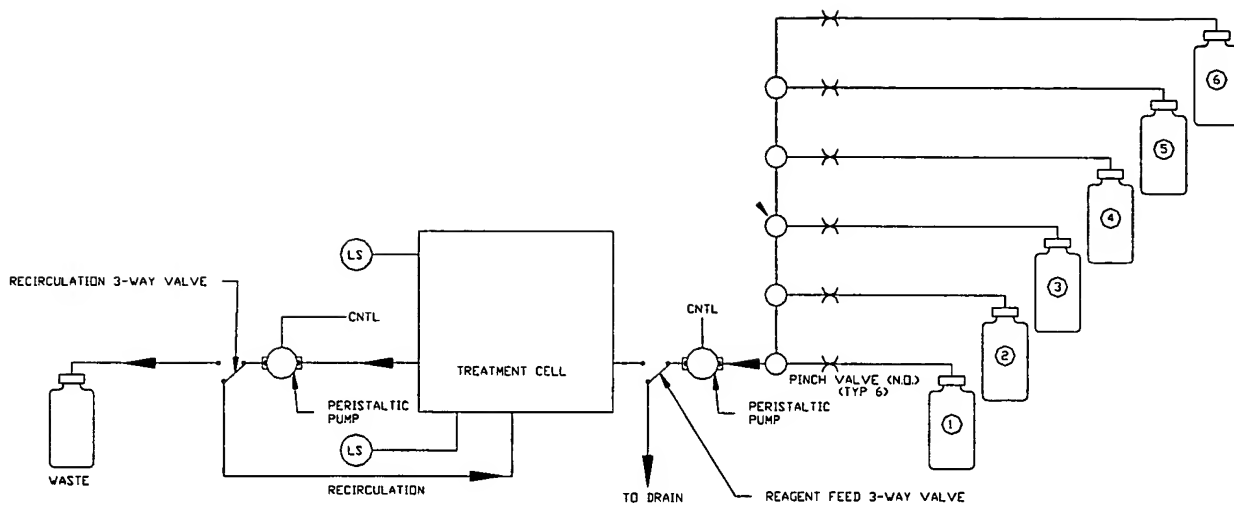 6
5
4
3
2
1
LS
RECIRCULATION 3-WAY VALVE
CNTL
CNTL
TREATMENT CELL
PINCH VALVE (N.O.)
(TYP 6)
PERISTALTIC
PUMP
PERISTALTIC
PUMP
LS
WASTE
RECIRCULATION
TO DRAIN
REAGENT FEED 3-WAY VALVE